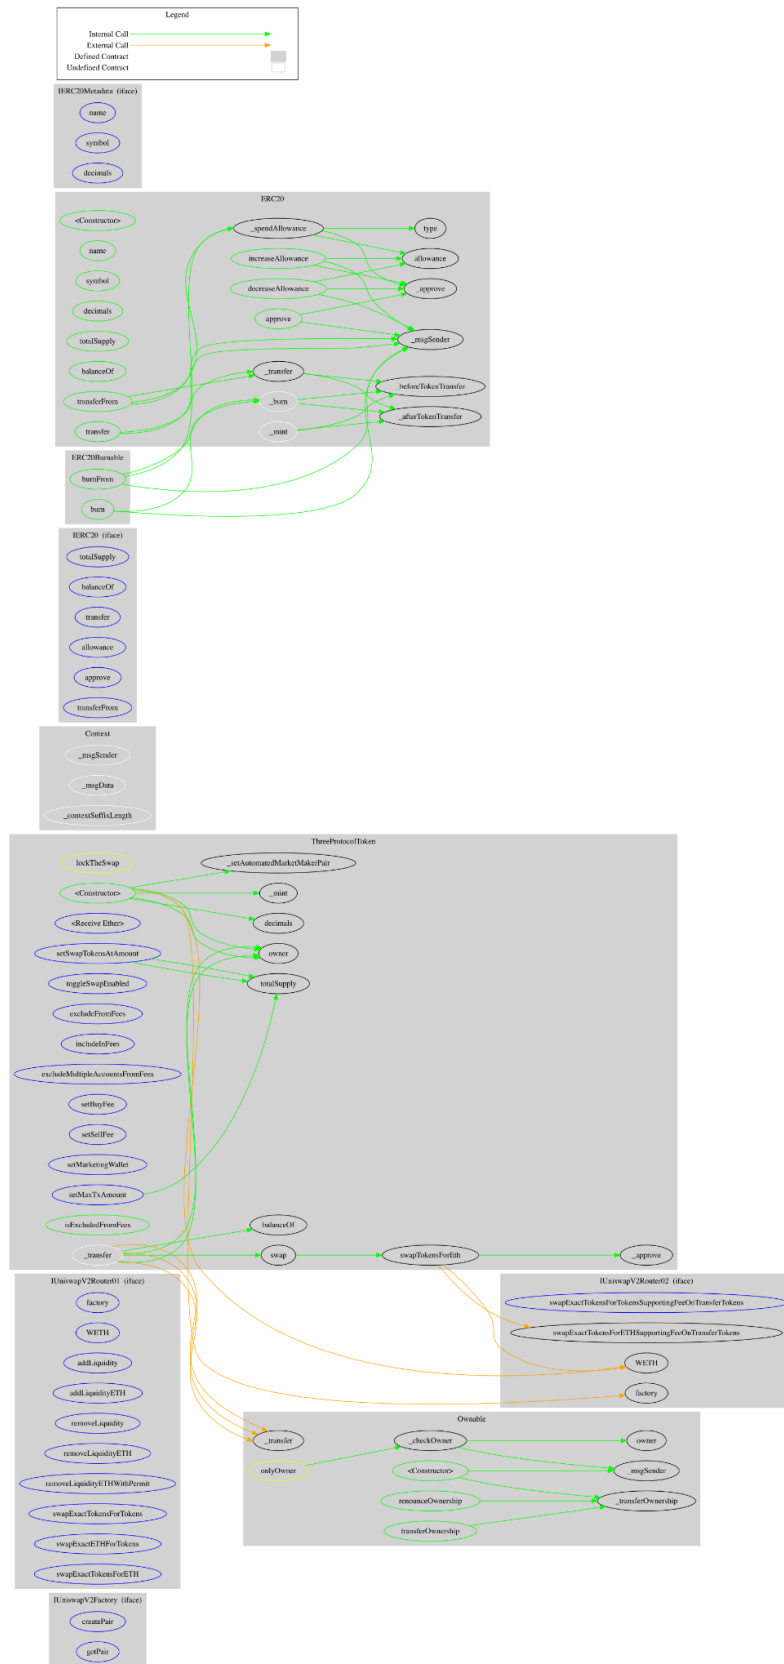 Legend
Internal Call
External Call
Defined Contract
Undefined Contract
IERC20Metadata (iface)
name
symbol
decimals
ERC20
<Constructor>
name
symbol
decimals
totalSupply
balanceOf
transferFrom
transfer
_spendAllowance
increaseAllowance
decreaseAllowance
approve
_transfer
_burn
_mint
type
allowance
_approve
_msgSender
_beforeTokenTransfer
_afterTokenTransfer
ERC20Burnable
burnFrom
burn
IERC20 (iface)
totalSupply
balanceOf
transfer
allowance
approve
transferFrom
Context
_msgSender
_msgData
_contextSuffixLength
ThreeProtocolToken
lockTheSwap
<Constructor>
<Receive Ether>
setSwapTokensAtAmount
toggleSwapEnabled
excludeFromFees
includeInFees
excludeMultipleAccountsFromFees
setBuyFee
setSellFee
setMarketingWallet
setMaxTxAmount
isExcludedFromFees
_transfer
_setAutomatedMarketMakerPair
_mint
decimals
owner
totalSupply
balanceOf
swap
swapTokensForEth
_approve
IUniswapV2Router01 (iface)
factory
WETH
addLiquidity
addLiquidityETH
removeLiquidity
removeLiquidityETH
removeLiquidityETHWithPermit
swapExactTokensForTokens
swapExactETHForTokens
swapExactTokensForETH
IUniswapV2Router02 (iface)
swapExactTokensForTokensSupportingFeeOnTransferTokens
swapExactTokensForETHSupportingFeeOnTransferTokens
WETH
factory
Ownable
_transfer
onlyOwner
_checkOwner
<Constructor>
renounceOwnership
transferOwnership
owner
_msgSender
_transferOwnership
IUniswapV2Factory (iface)
createPair
getPair